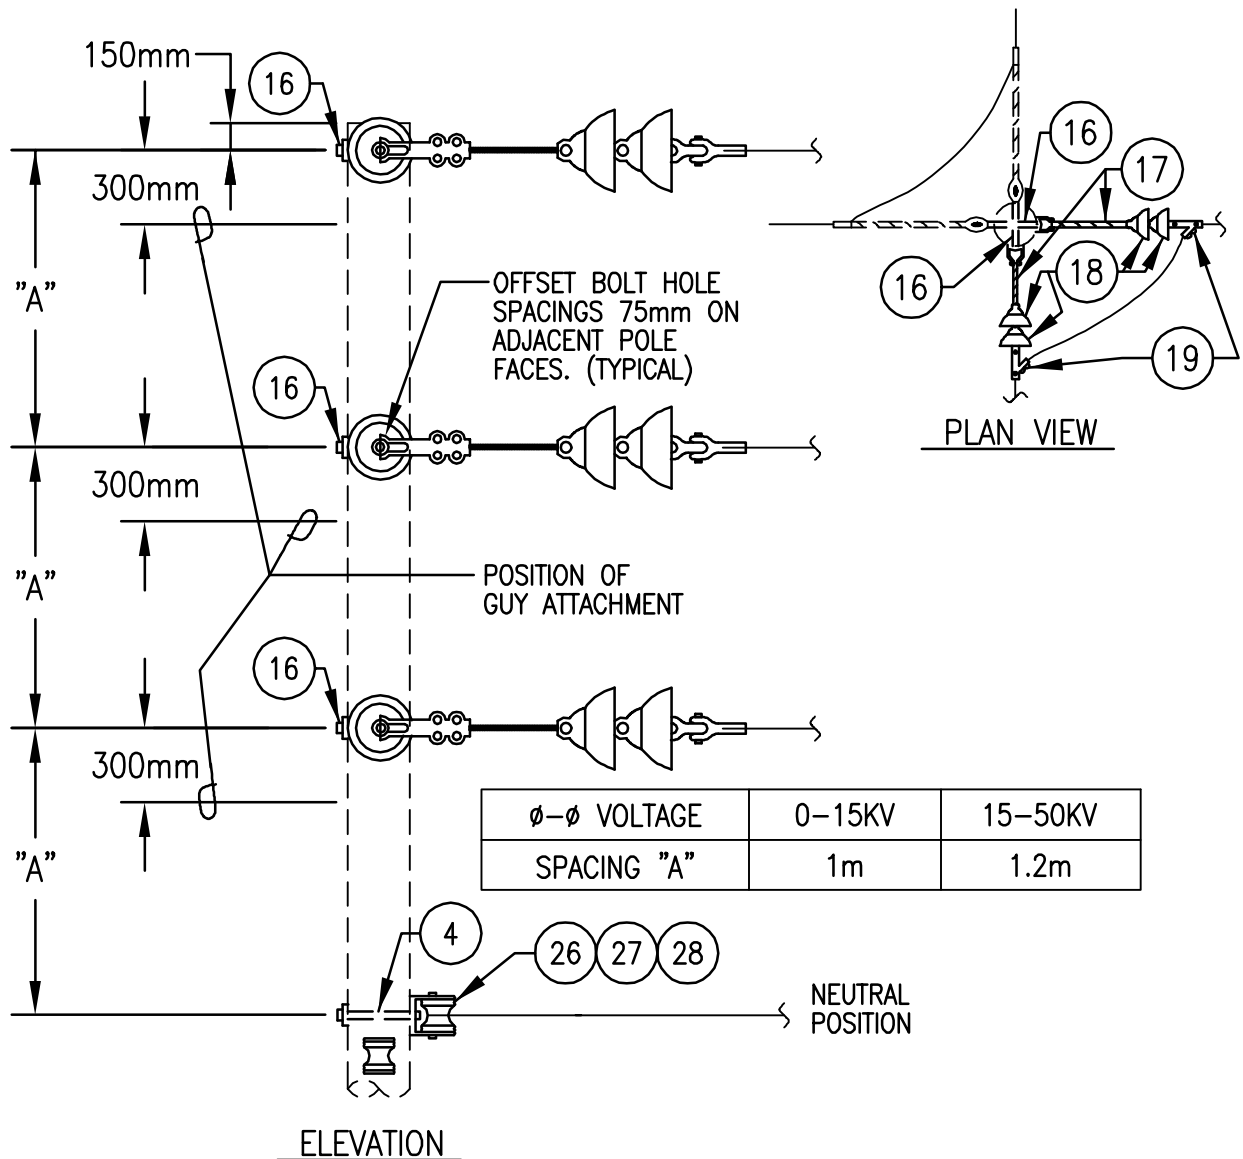 150mm
16
300mm
"A"
OFFSET BOLT HOLE
SPACINGS 75mm ON
ADJACENT POLE
FACES. (TYPICAL)
16
17
16
18
19
PLAN VIEW
16
300mm
"A"
POSITION OF
GUY ATTACHMENT
16
300mm
"A"
ø-ø VOLTAGE 0-15KV 15-50KV
SPACING "A" 1m 1.2m
4
26 27 28
NEUTRAL
POSITION
ELEVATION